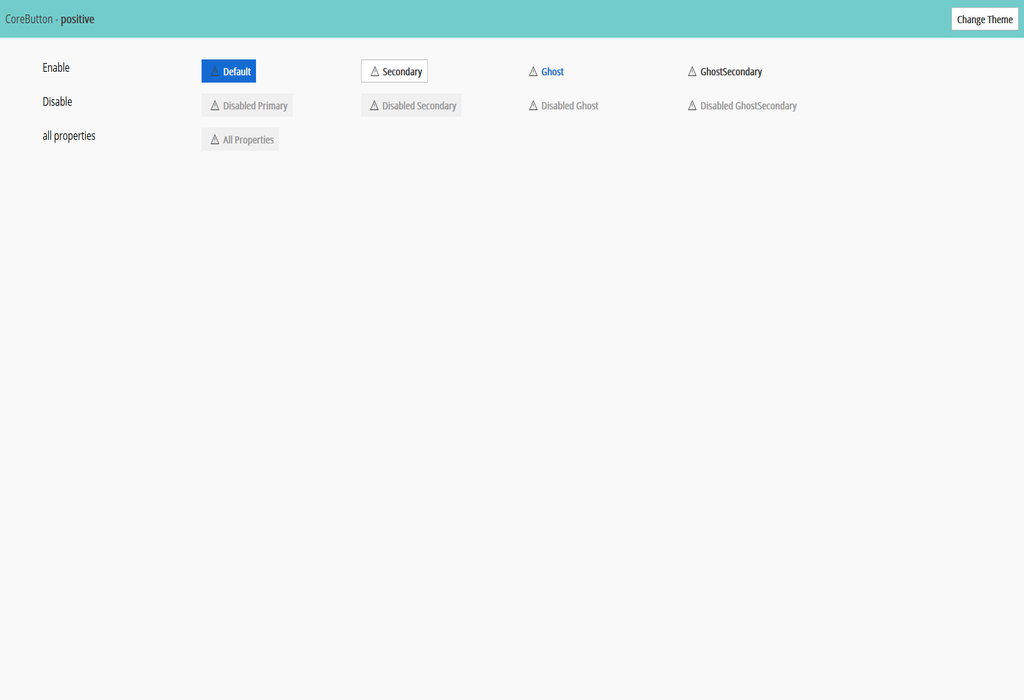 CoreButton - positive Change Theme
Enable Default Secondary Ghost GhostSecondary
Disable Disabled Primary Disabled Secondary Disabled Ghost Disabled GhostSecondary
all properties All Properties